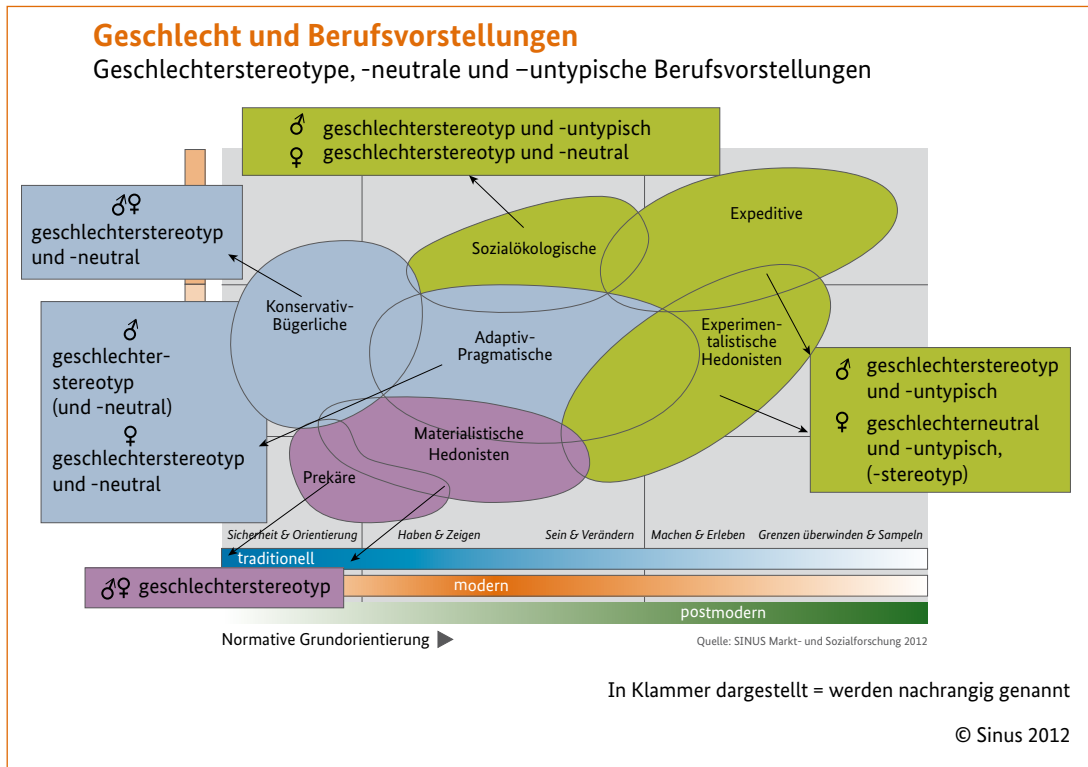 Geschlecht und Berufsvorstellungen
Geschlechterstereotype, -neutrale und –untypische Berufsvorstellungen
♂ geschlechterstereotyp und -untypisch
♀ geschlechterstereotyp und -neutral
♂♀
geschlechterstereotyp
und -neutral
Expeditive
Sozialökologische
Konservativ-
Bügerliche
Adaptiv-
Pragmatische
Experimen-
talistische
Hedonisten
♂
geschlechter-
stereotyp
(und -neutral)
♀
geschlechterstereotyp
und -neutral
♂ geschlechterstereotyp
und -untypisch
♀ geschlechterneutral
und -untypisch,
(-stereotyp)
Materialistische
Hedonisten
Prekäre
Sicherheit & Orientierung
Haben & Zeigen
Sein & Verändern
Machen & Erleben
Grenzen überwinden & Sampeln
traditionell
♂♀ geschlechterstereotyp
modern
postmodern
Normative Grundorientierung
Quelle: SINUS Markt- und Sozialforschung 2012
In Klammer dargestellt = werden nachrangig genannt
© Sinus 2012